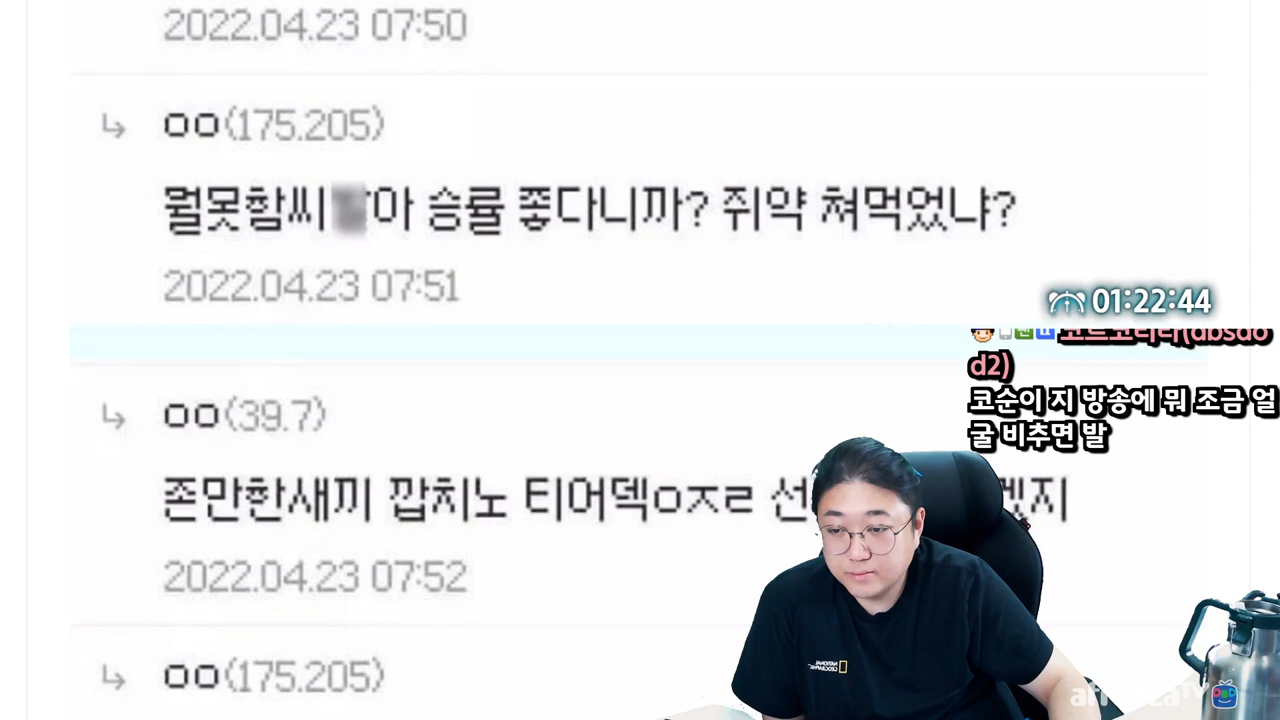 2022.04.23 07:50
ㅇㅇ(175.205)
뭘못함씨 아 승률 좋다니까? 쥐약 쳐먹었냐?
2022.04.23 07:51
01:22:44
d2)
코순이 지 방송에 뭐 조금 얼
굴 비추면 발
ㅇㅇ(39.7)
존만한새끼 깝치노 티어덱ㅇㅈㄹ
2022.04.23 07:52
ㅇㅇ(175.205)
NATIONAL
GEOGRAPHIC